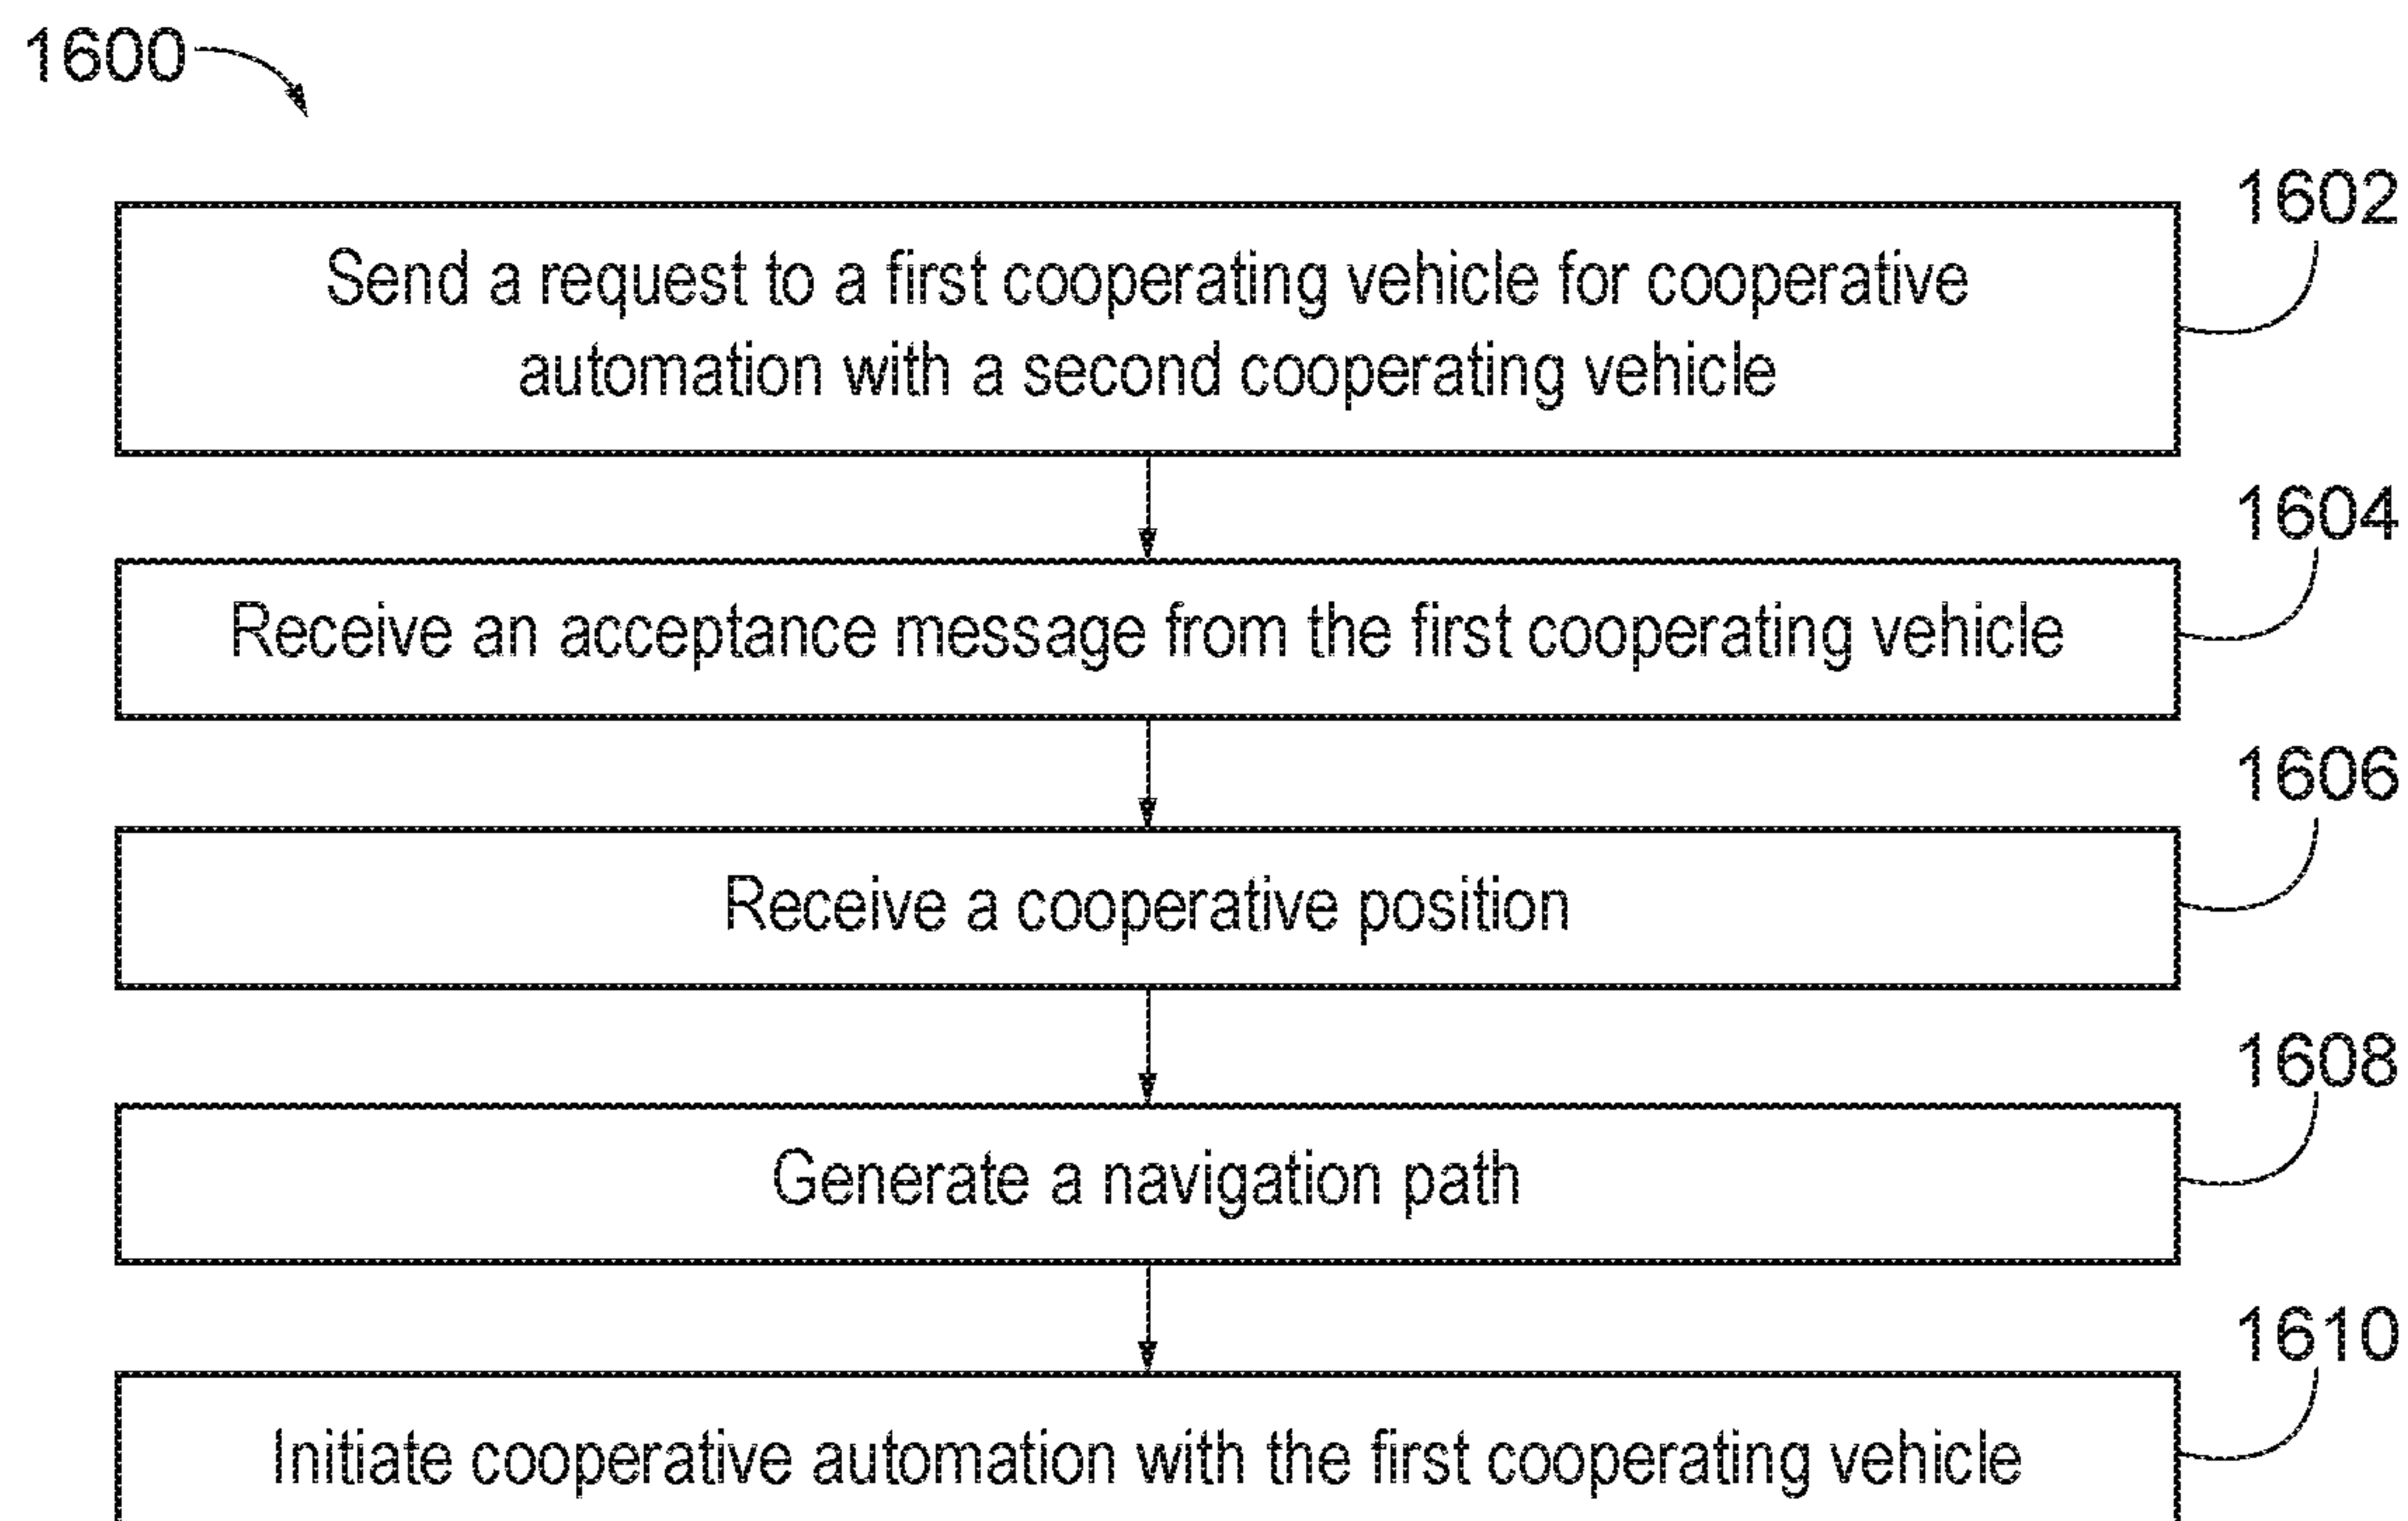 1600
1602
Send a request to a first cooperating vehicle for cooperative
automation with a second cooperating vehicle
1604
Receive an acceptance message from the first cooperating vehicle
1606
Receive a cooperative position
1608
Generate a navigation path
1610
Initiate cooperative automation with the first cooperating vehicle